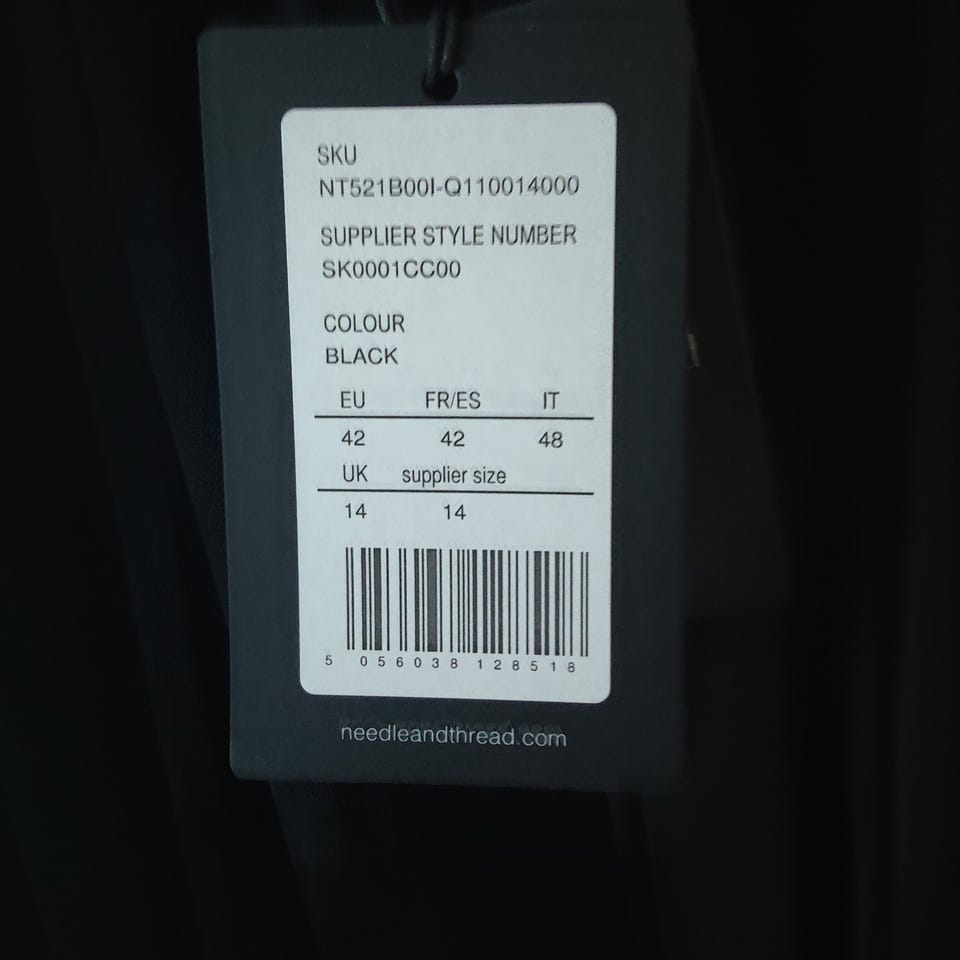 SKU
NT521B00I-Q110014000
SUPPLIER STYLE NUMBER
SK0001CC00
COLOUR
BLACK
EU FR/ES IT
42 42 48
UK supplier size
14 14
5 056038 128518
needleandthread.com